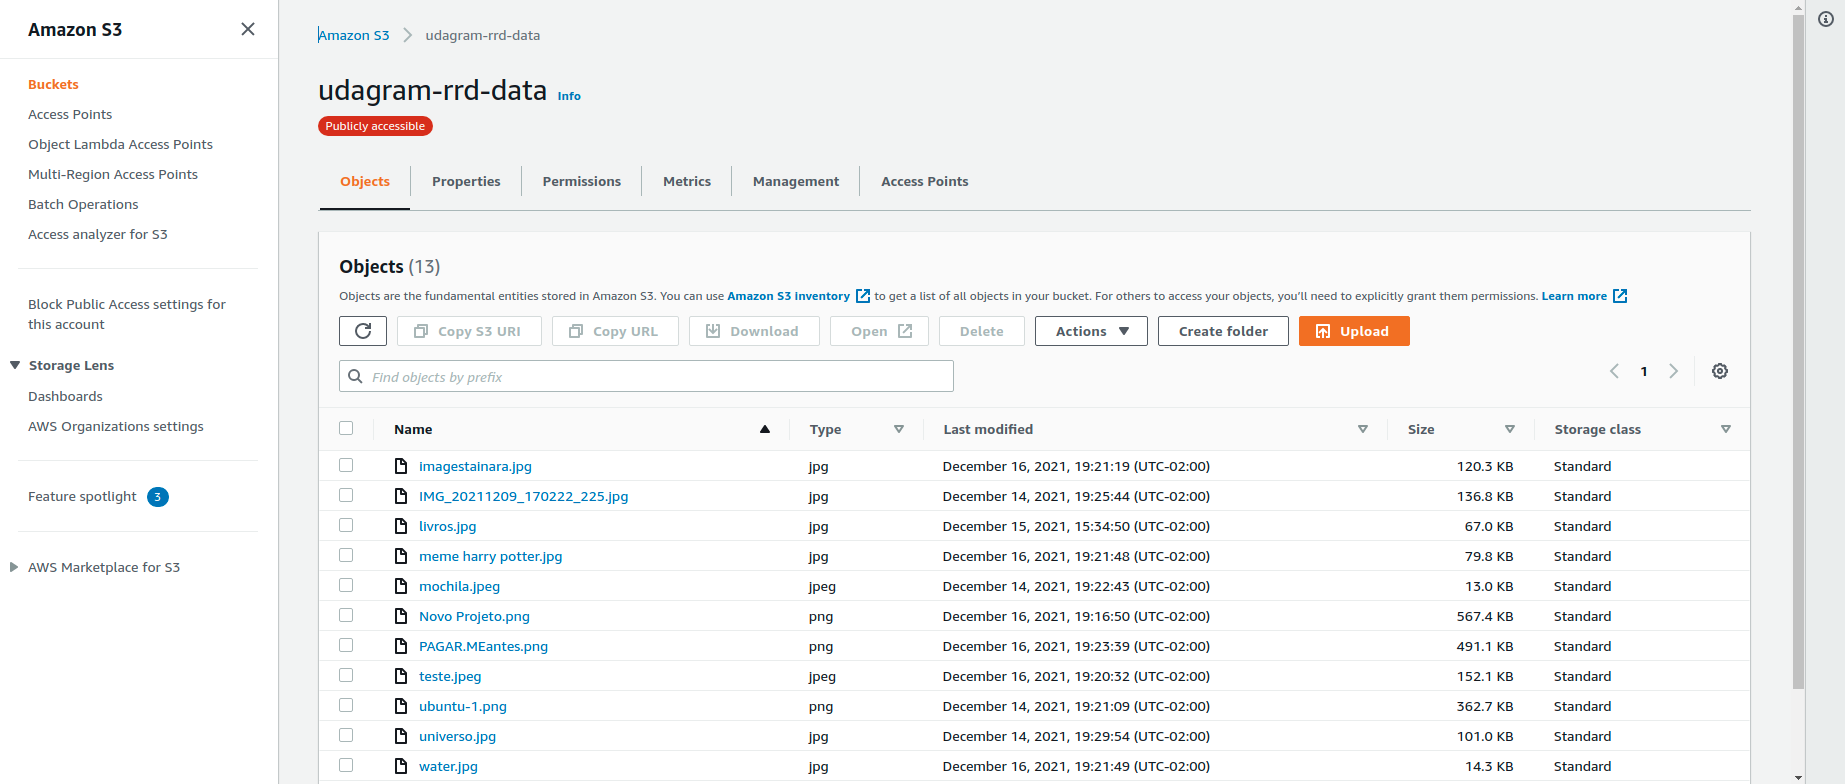 Amazon S3
Buckets
Access Points
Object Lambda Access Points
Multi-Region Access Points
Batch Operations
Access analyzer for S3
Block Public Access settings for
this account
Storage Lens
Dashboards
AWS Organizations settings
Feature spotlight 3
AWS Marketplace for S3
Amazon S3 udagram-rrd-data
udagram-rrd-data Info
Publicly accessible
Objects Properties Permissions Metrics Management Access Points
Objects (13)
Objects are the fundamental entities stored in Amazon S3. You can use Amazon S3 inventory to get a list of all objects in your bucket. For others to access your objects, you'll need to explicitly grant them permissions. Learn more
Copy S3 URI Copy URL Download Open Delete Actions Create folder Upload
Find objects by prefix 1
Name Type Last modified Size Storage class
imagestainara.jpg jpg December 16, 2021, 19:21:19 (UTC-02:00) 120.3 KB Standard
IMG_20211209_170222_225.jpg jpg December 14, 2021, 19:25:44 (UTC-02:00) 136.8 KB Standard
livros.jpg jpg December 15, 2021, 15:34:50 (UTC-02:00) 67.0 KB Standard
meme harry potter.jpg jpg December 16, 2021, 19:21:48 (UTC-02:00) 79.8 KB Standard
mochila.jpeg jpeg December 14, 2021, 19:22:43 (UTC-02:00) 13.0 KB Standard
Novo Projeto.png png December 16, 2021, 19:16:50 (UTC-02:00) 567.4 KB Standard
PAGAR.MEantes.png png December 16, 2021, 19:23:39 (UTC-02:00) 491.1 KB Standard
teste.jpeg jpeg December 16, 2021, 19:20:32 (UTC-02:00) 152.1 KB Standard
ubuntu-1.png png December 14, 2021, 19:21:09 (UTC-02:00) 362.7 KB Standard
universo.jpg jpg December 14, 2021, 19:29:54 (UTC-02:00) 101.0 KB Standard
water.jpg jpg December 16, 2021, 19:21:49 (UTC-02:00) 14.3 KB Standard